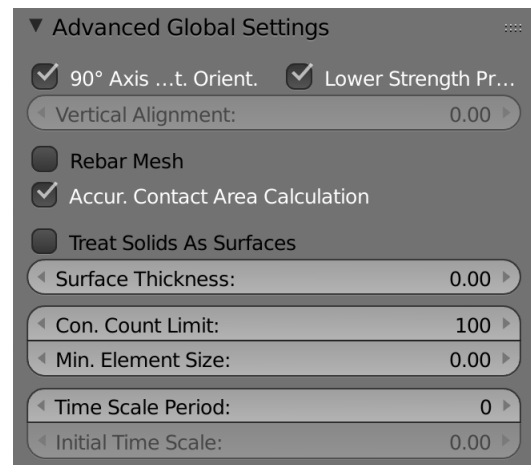 Advanced Global Settings
90° Axis ...t. Orient. Lower Strength Pr...
Vertical Alignment: 0.00
Rebar Mesh
Accur. Contact Area Calculation
Treat Solids As Surfaces
Surface Thickness: 0.00
Con. Count Limit: 100
Min. Element Size: 0.00
Time Scale Period: 0
Initial Time Scale: 0.00